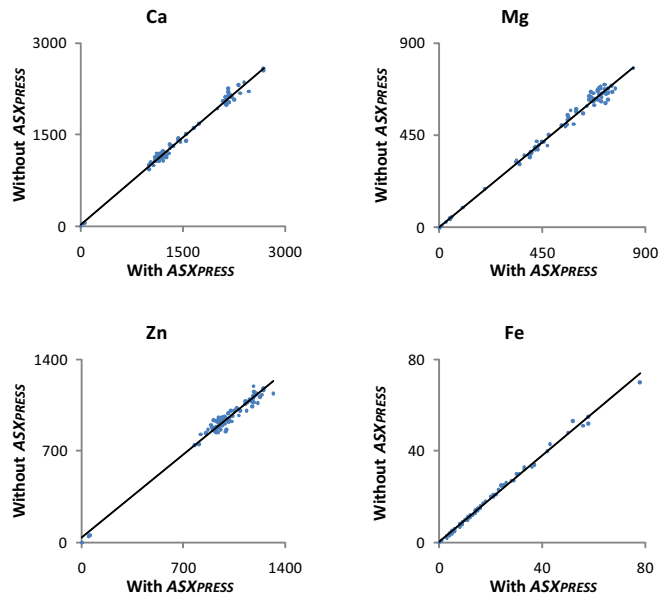 Ca
3000
1500
0
0 1500 3000
Without ASXPRESS
With ASXPRESS
Mg
900
450
0
0 450 900
Without ASXPRESS
With ASXPRESS
Zn
1400
700
0
0 700 1400
Without ASXPRESS
With ASXPRESS
Fe
80
40
0
0 40 80
Without ASXPRESS
With ASXPRESS